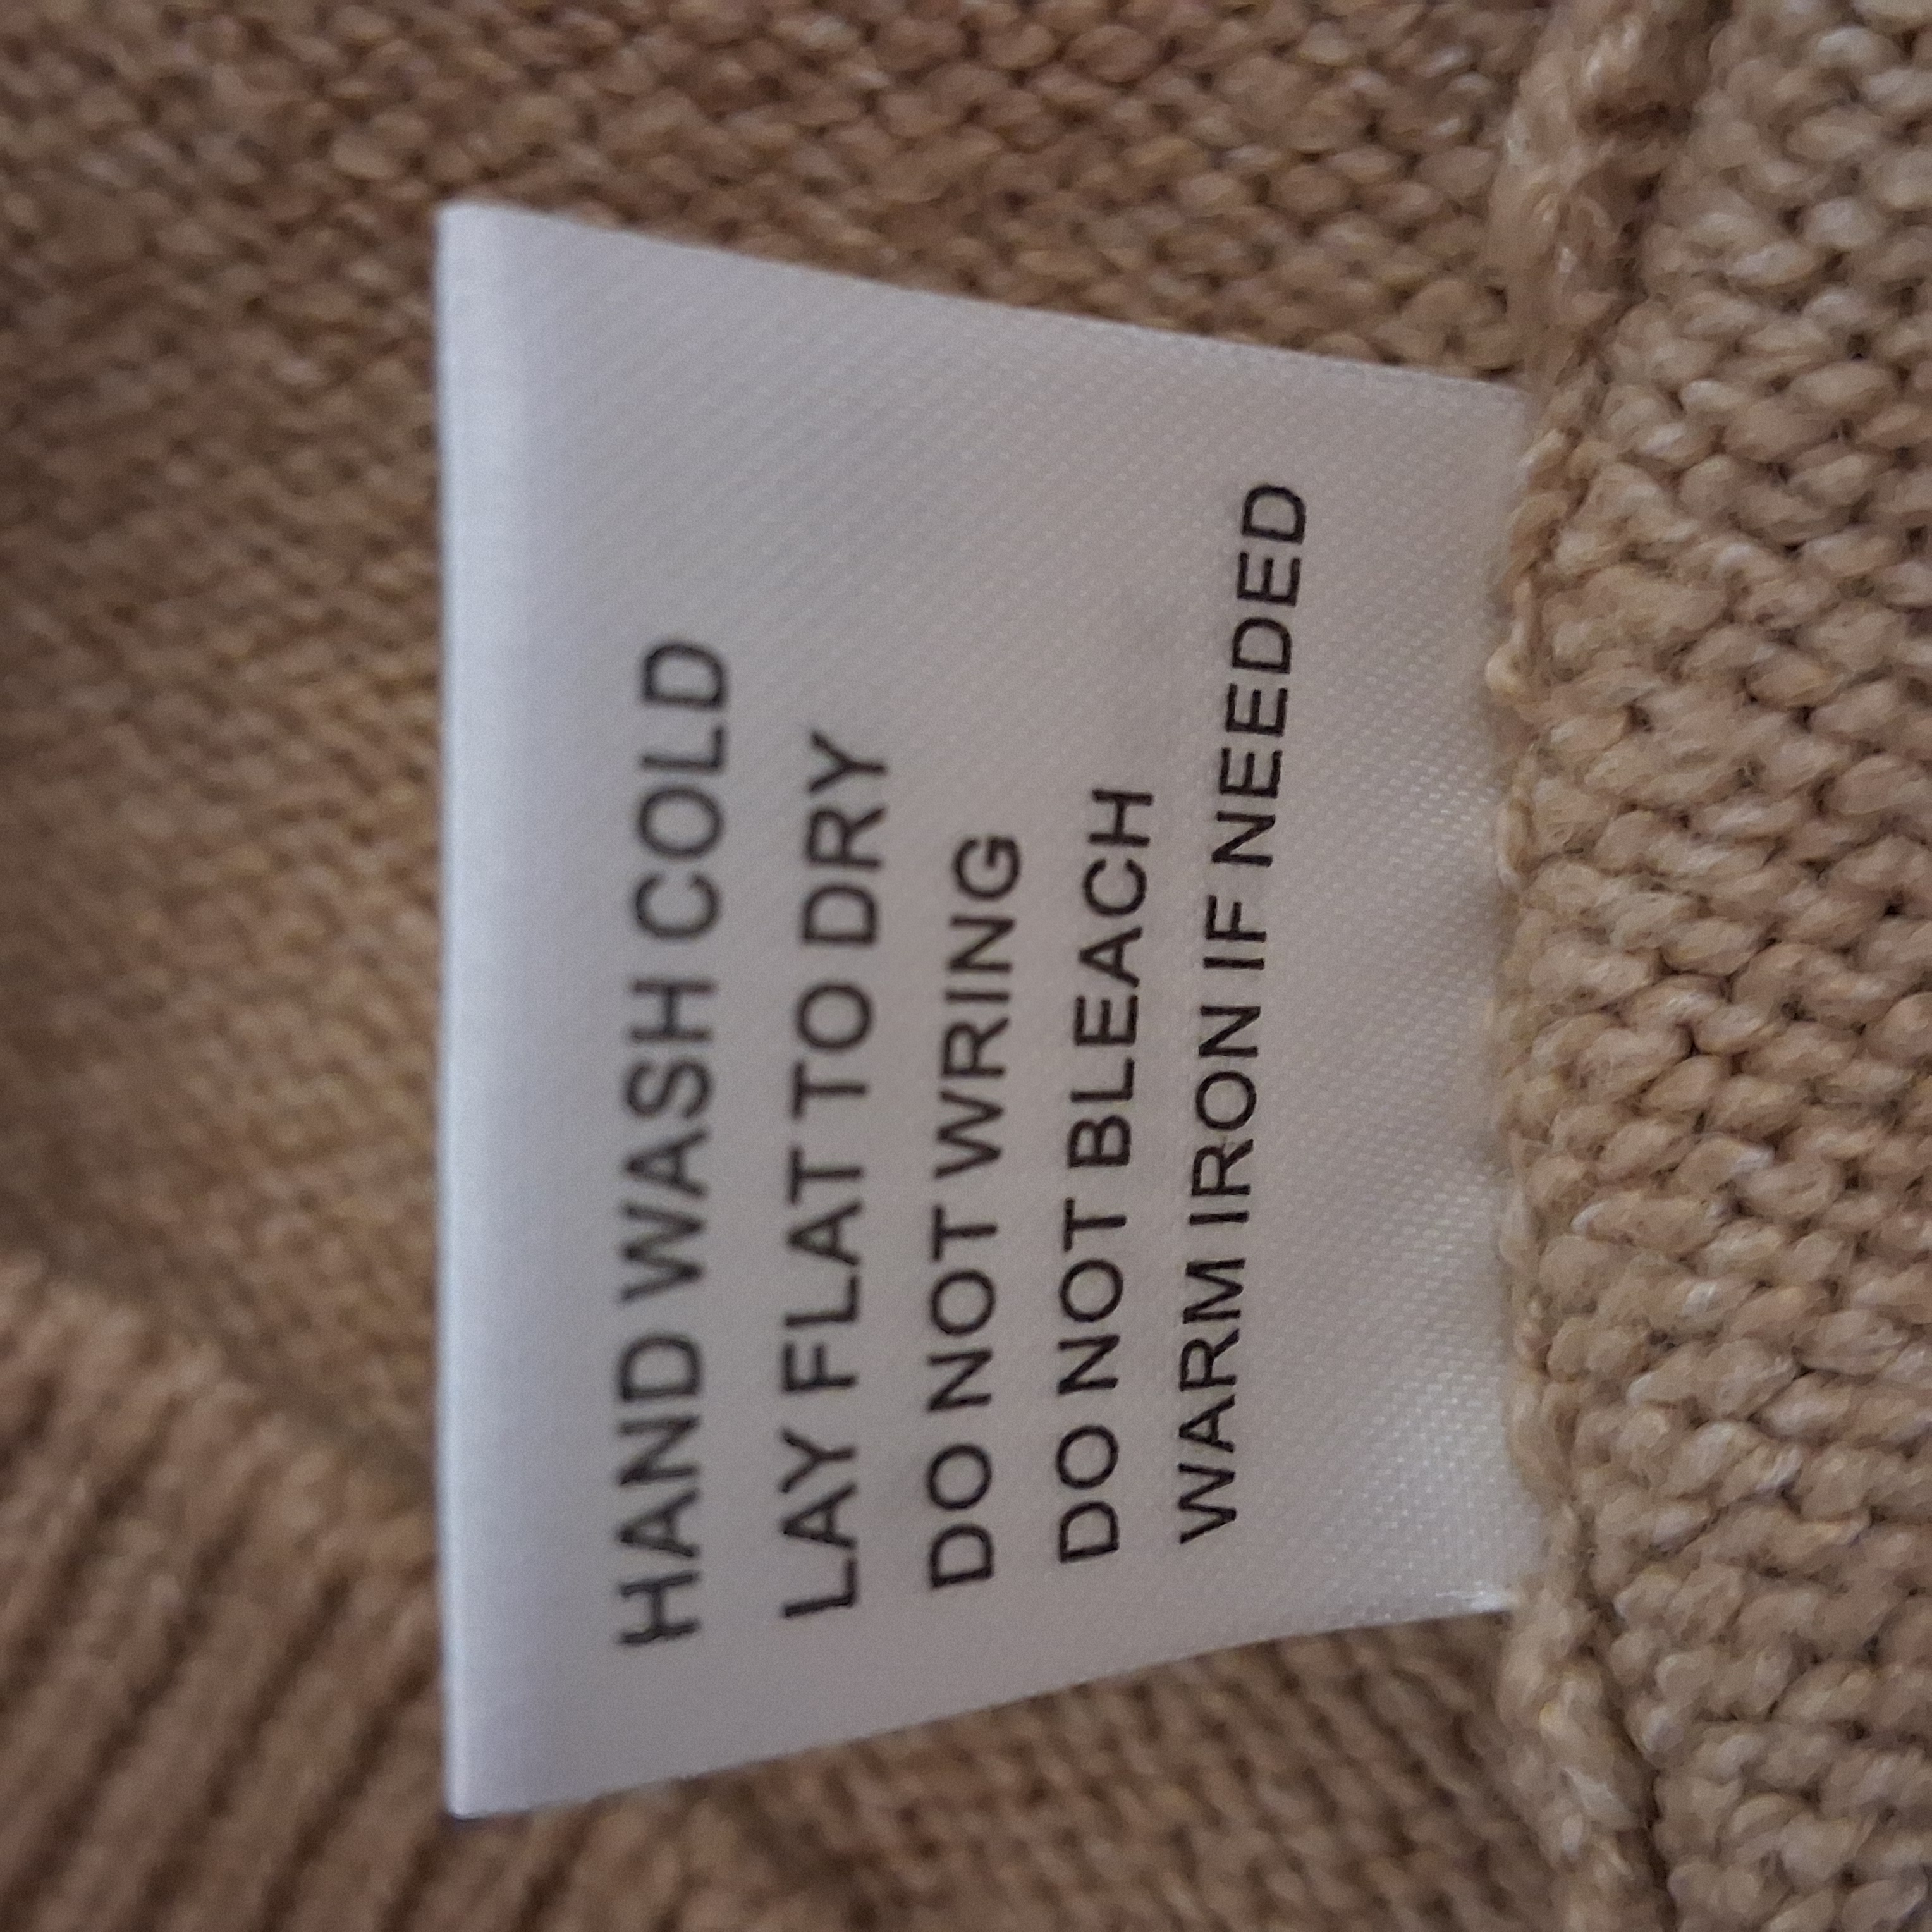 HAND WASH COLD
LAY FLAT TO DRY
DO NOT WRING
DO NOT BLEACH
WARM IRON IF NEEDED